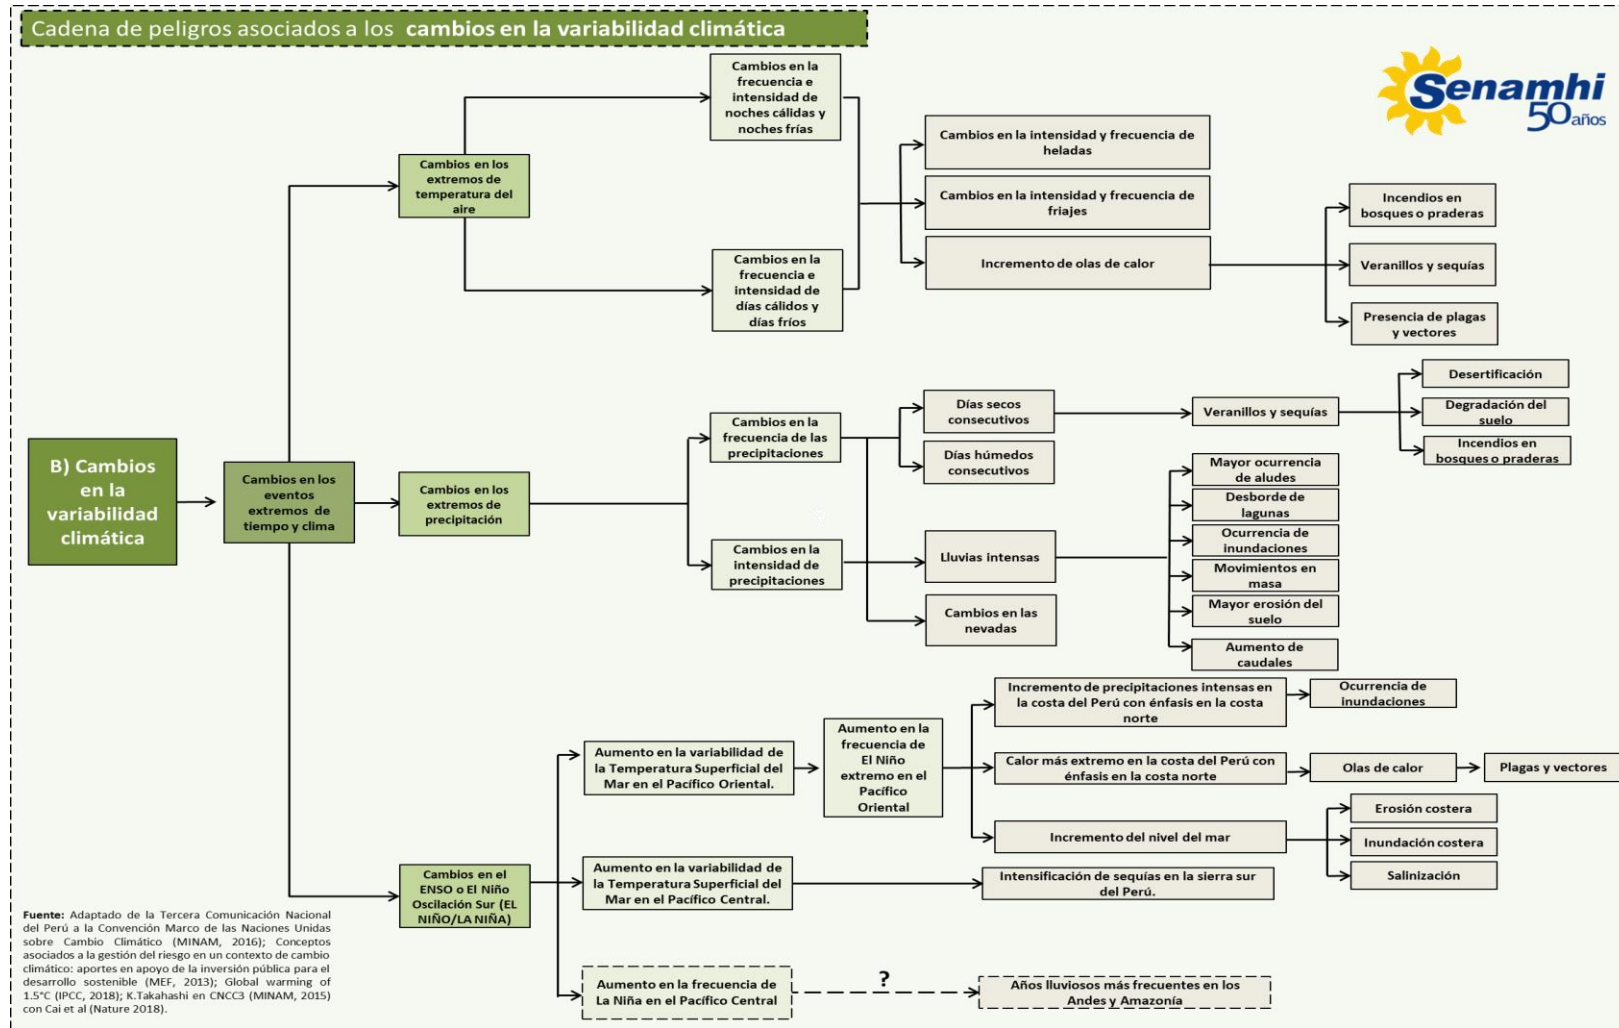 Cadena de peligros asociados a los cambios en la variabilidad climática
Senamhi
50 años
B) Cambios
en la
variabilidad
climática
Cambios en los
eventos
extremos de
tiempo y clima
Cambios en los
extremos de
temperatura del
aire
Cambios en la
frecuencia e
intensidad de
noches cálidas y
noches frías
Cambios en la
frecuencia e
intensidad de
días cálidos y
días fríos
Cambios en la intensidad y frecuencia de
heladas
Cambios en la intensidad y frecuencia de
friajes
Incremento de olas de calor
Incendios en
bosques o praderas
Veranillos y sequías
Presencia de plagas
y vectores
Cambios en los
extremos de
precipitación
Cambios en la
frecuencia de las
precipitaciones
Cambios en la
intensidad de
precipitaciones
Días secos
consecutivos
Días húmedos
consecutivos
Veranillos y sequías
Desertificación
Degradación del
suelo
Incendios en
bosques o praderas
Lluvias intensas
Cambios en las
nevadas
Mayor ocurrencia
de aludes
Desborde de
lagunas
Ocurrencia de
inundaciones
Movimientos en
masa
Mayor erosión del
suelo
Aumento de
caudales
Cambios en el
ENSO o El Niño
Oscilación Sur (EL
NIÑO/LA NIÑA)
Aumento en la variabilidad de
la Temperatura Superficial del
Mar en el Pacífico Oriental.
Aumento en la
frecuencia de
El Niño
extremo en el
Pacífico
Oriental
Incremento de precipitaciones intensas en
la costa del Perú con énfasis en la costa
norte
Ocurrencia de
inundaciones
Calor más extremo en la costa del Perú con
énfasis en la costa norte
Olas de calor
Plagas y vectores
Incremento del nivel del mar
Erosión costera
Inundación costera
Salinización
Aumento en la variabilidad de
la Temperatura Superficial del
Mar en el Pacífico Central.
Intensificación de sequías en la sierra sur
del Perú.
Aumento en la frecuencia de
La Niña en el Pacífico Central
?
Años lluviosos más frecuentes en los
Andes y Amazonía
Fuente: Adaptado de la Tercera Comunicación Nacional
del Perú a la Convención Marco de las Naciones Unidas
sobre Cambio Climático (MINAM, 2016); Conceptos
asociados a la gestión del riesgo en un contexto de cambio
climático: aportes en apoyo de la inversión pública para el
desarrollo sostenible (MEF, 2013); Global warming of
1.5°C (IPCC, 2018); K.Takahashi en CNCC3 (MINAM, 2015)
con Cai et al (Nature 2018).